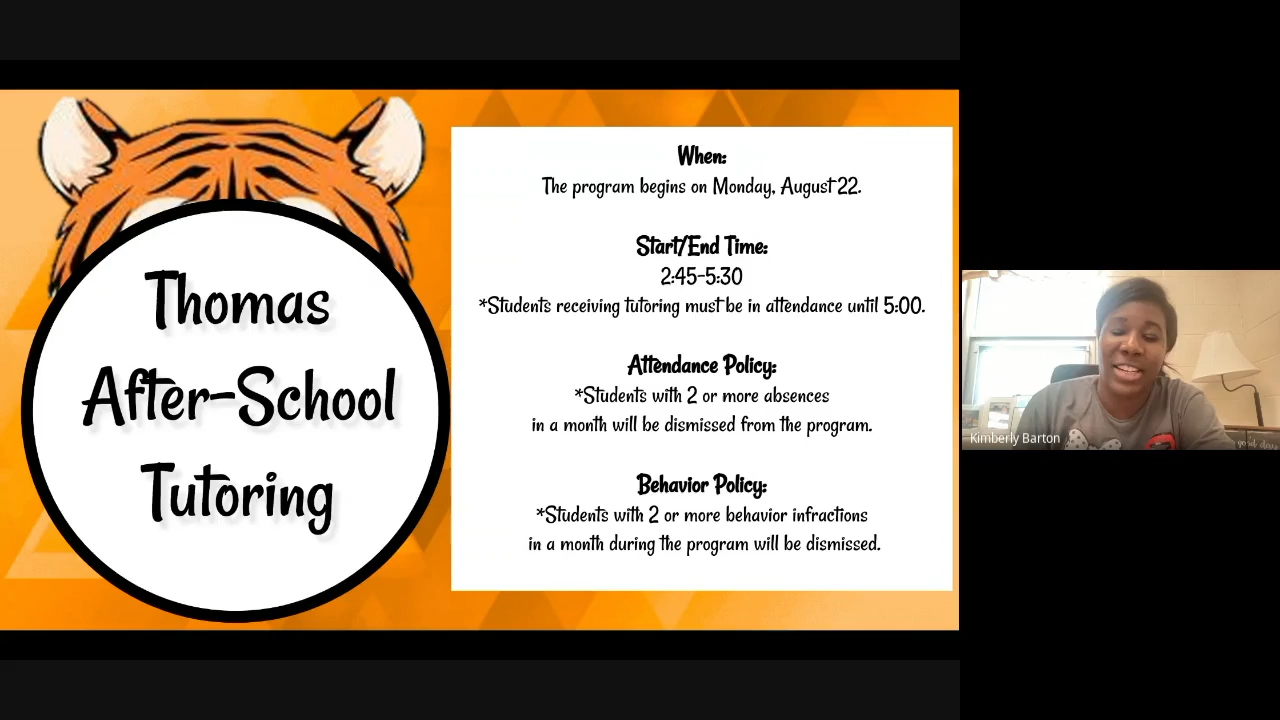 Thomas
After-School
Tutoring
When:
The program begins on Monday, August 22.
Start/End Time:
2:45-5:30
*Students receiving tutoring must be in attendance until 5:00.
Attendance Policy:
*Students with 2 or more absences
in a month will be dismissed from the program.
Behavior Policy:
*Students with 2 or more behavior infractions
in a month during the program will be dismissed.
Kimberly Barton